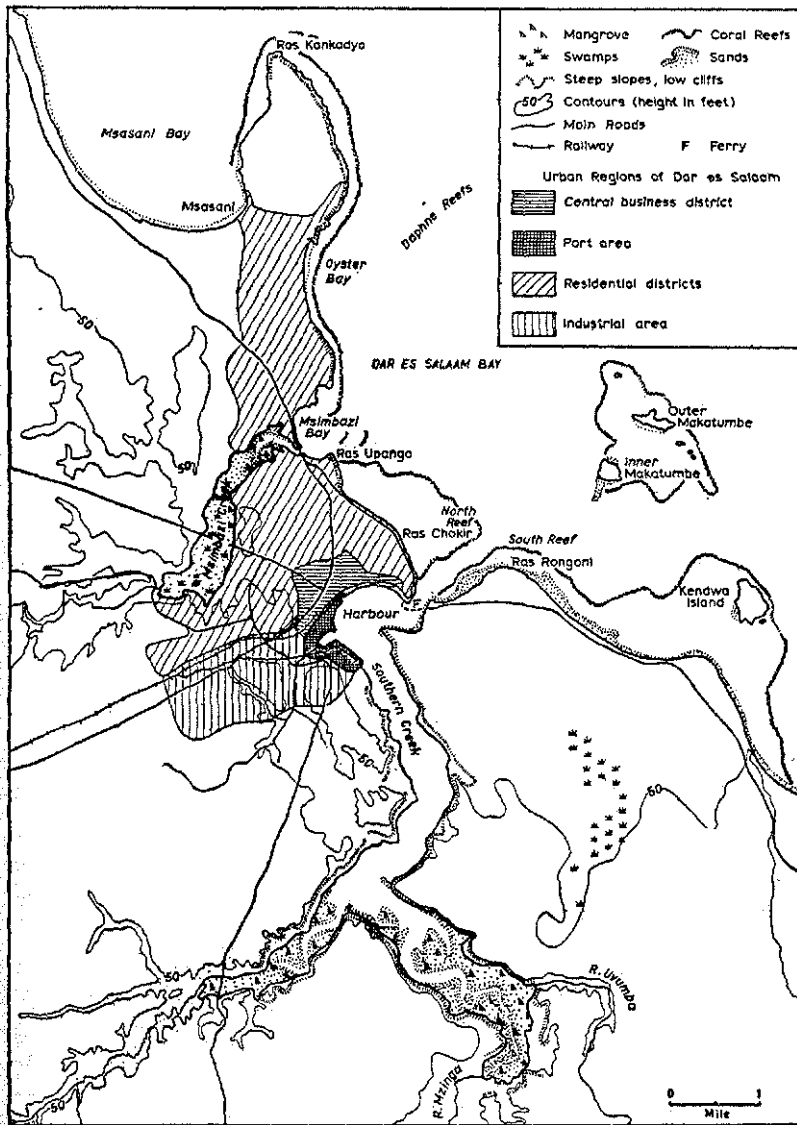 Mangrove
Coral Reefs
Swamps
Sands
Steep slopes, low cliffs
50 Contours (height in feet)
Main Roads
Railway
F Ferry
Urban Regions of Dar es Salaam
Central business district
Port area
Residential districts
Industrial area
Ras Kankadya
Msasani Bay
Msasani
Daphne Reefs
Oyster
Bay
50
DAR ES SALAAM BAY
Msimbazi
Bay
50
Ras Upanga
Outer
Makatumbe
Inner
Makatumbe
Msimbazi Creek
North
Reef
Ras Chokir
South Reef
Ras Rongoni
Kendwa
Island
Harbour
F
Southern Creek
50
50
50
R. Uvumba
R. Mzinga
50
0 1
Mile